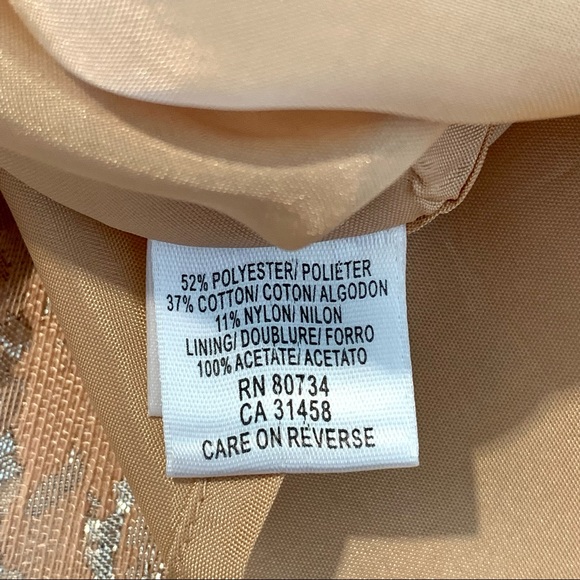 52% POLYESTER/ POLIÉTER
37% COTTON/ COTON/ ALGODON
11% NYLON/ NILON
LINING/ DOUBLURE/ FORRO
100% ACETATE/ ACETATO
RN 80734
CA 31458
CARE ON REVERSE